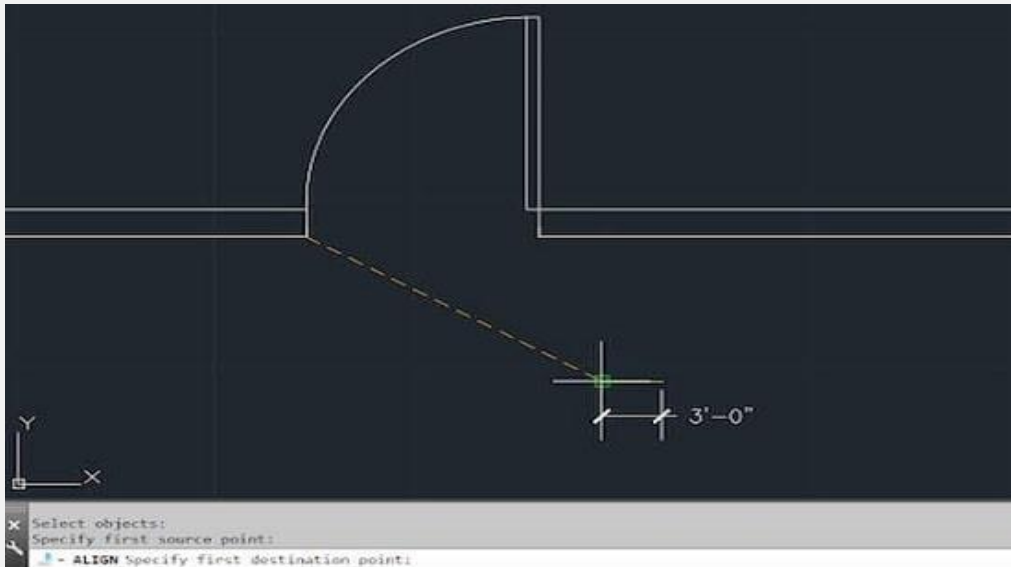 3'-0"
Y
X
Select objects:
Specify first source point:
- ALIGN Specify first destination point: